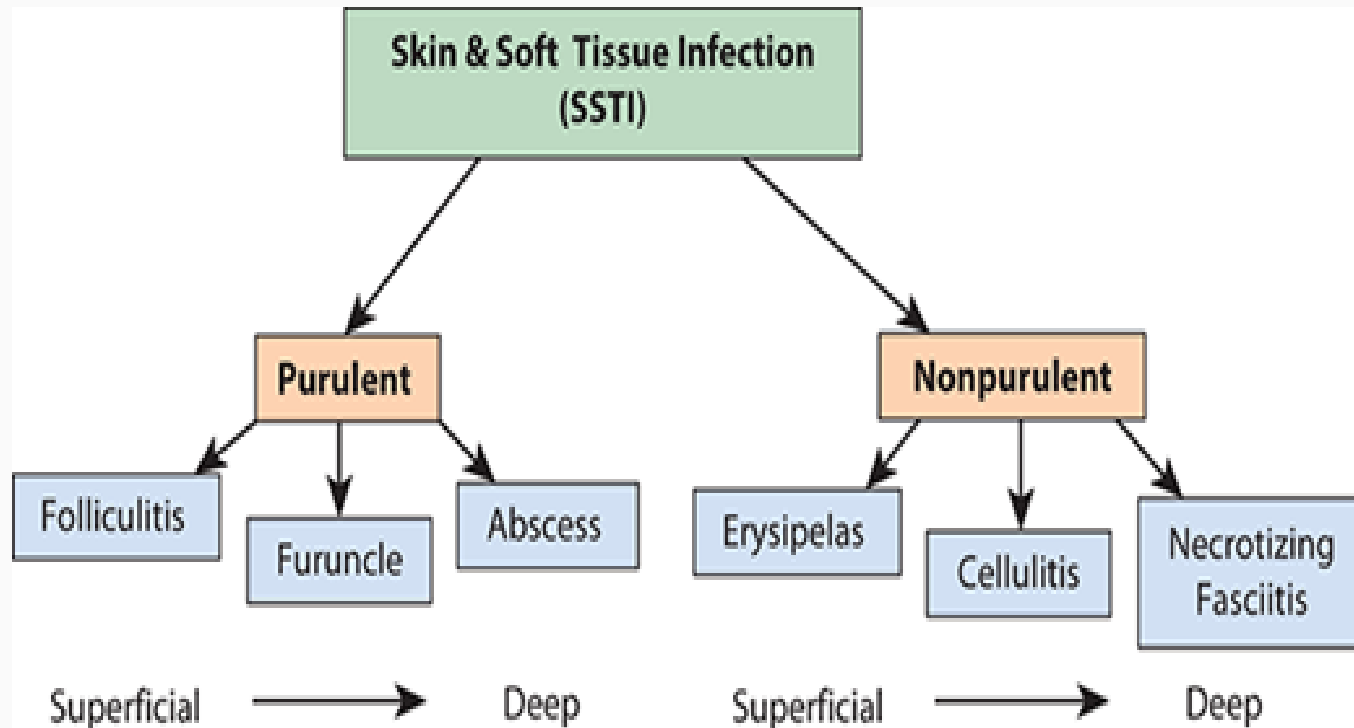 Skin & Soft Tissue Infection
(SSTI)
Purulent
Nonpurulent
Folliculitis
Furuncle
Abscess
Erysipelas
Cellulitis
Necrotizing
Fasciitis
Superficial
Deep
Superficial
Deep